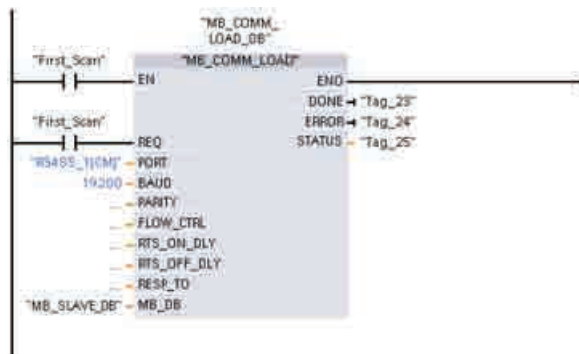 "MB_COMM_
LOAD_DB"
"First_Scan" "MB_COMM_LOAD"
EN ENO
DONE "Tag_23"
"First_Scan" ERROR "Tag_24"
REQ STATUS "Tag_25"
"RS485_1[CM]" PORT
19200 BAUD
PARITY
FLOW_CTRL
RTS_ON_DLY
RTS_OFF_DLY
RESP_TO
"MB_SLAVE_DB" MB_DB